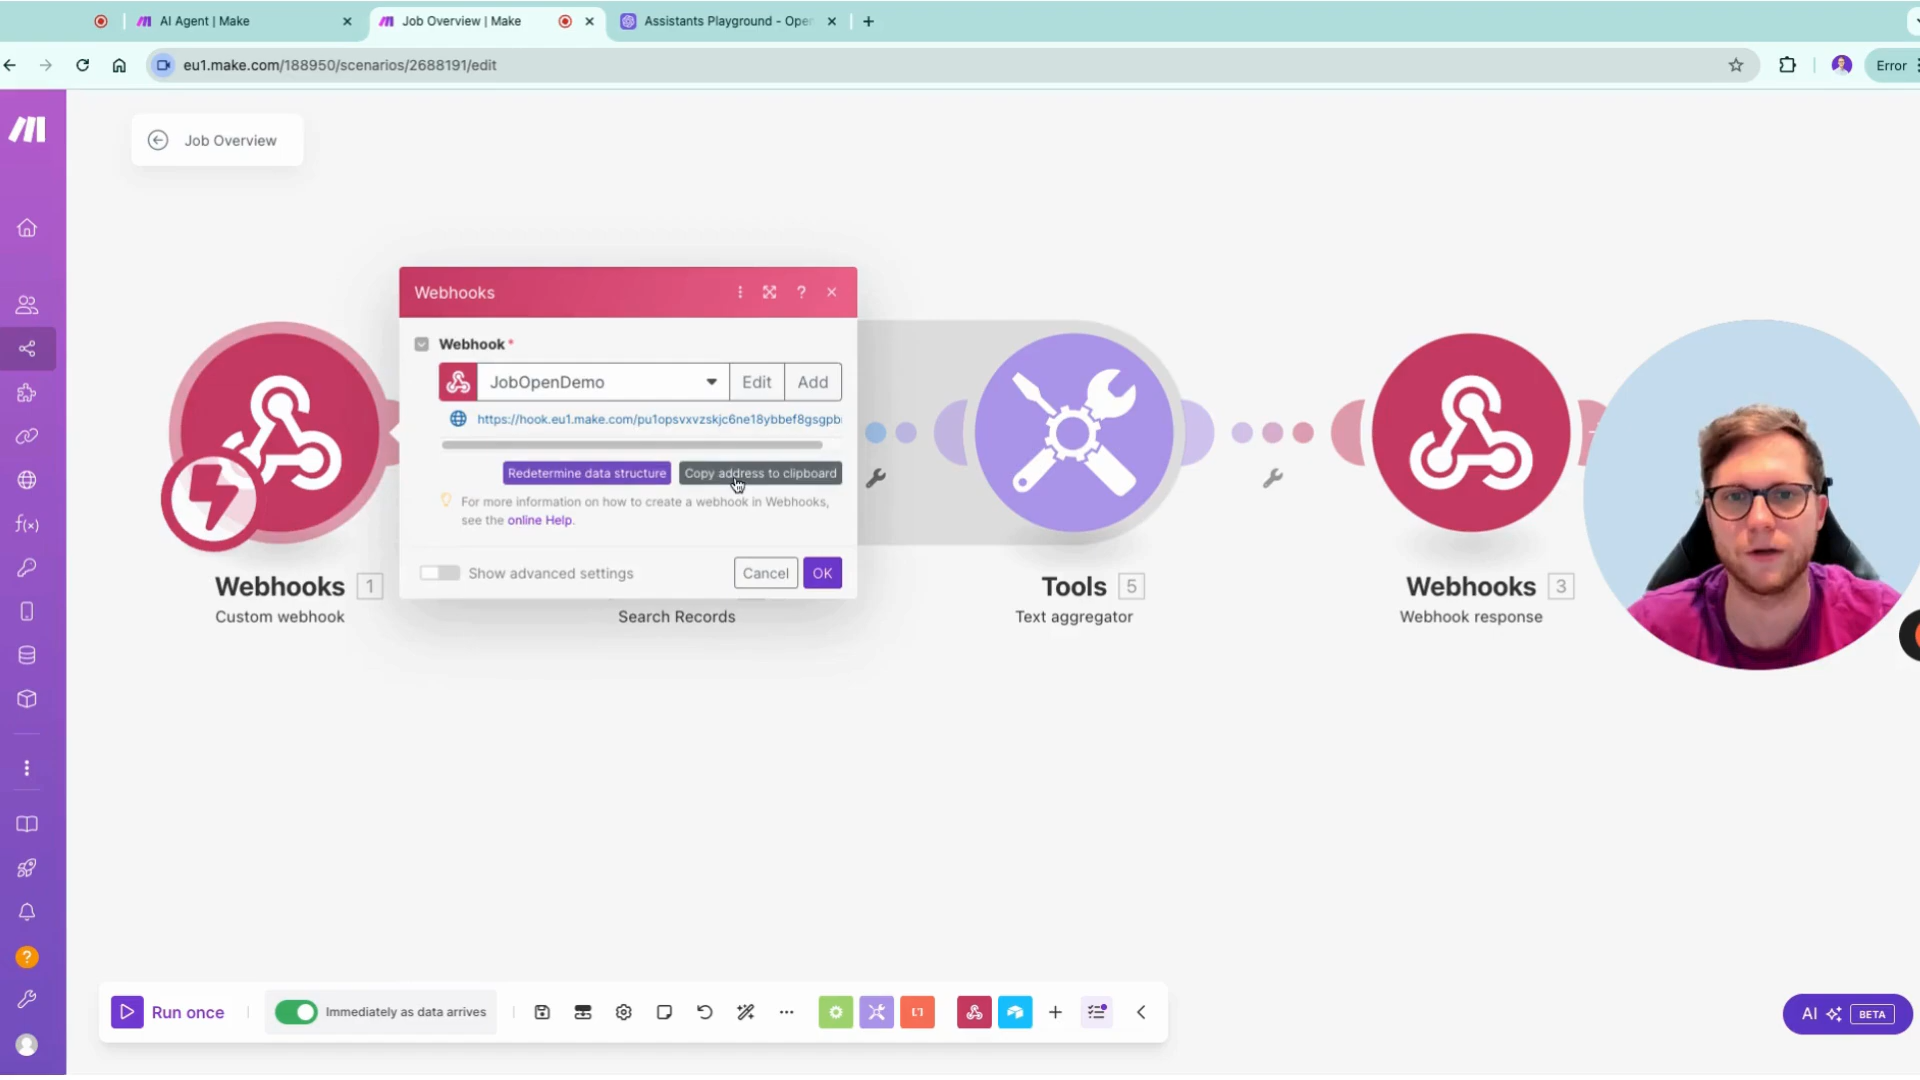 AI Agent | Make
Job Overview | Make
Assistants Playground - Open
eu1.make.com/188950/scenarios/2688191/edit
Error
Job Overview
Webhooks
?
Webhook *
JobOpenDemo
Edit
Add
https://hook.eu1.make.com/pu1opsvxvzskjc6ne18ybbef8gsgpb
Redetermine data structure
Copy address to clipboard
For more information on how to create a webhook in Webhooks,
see the online Help.
Show advanced settings
Cancel
OK
Webhooks 1
Custom webhook
Search Records
Tools 5
Text aggregator
Webhooks 3
Webhook response
f(x)
?
Run once
Immediately as data arrives
AI
BETA